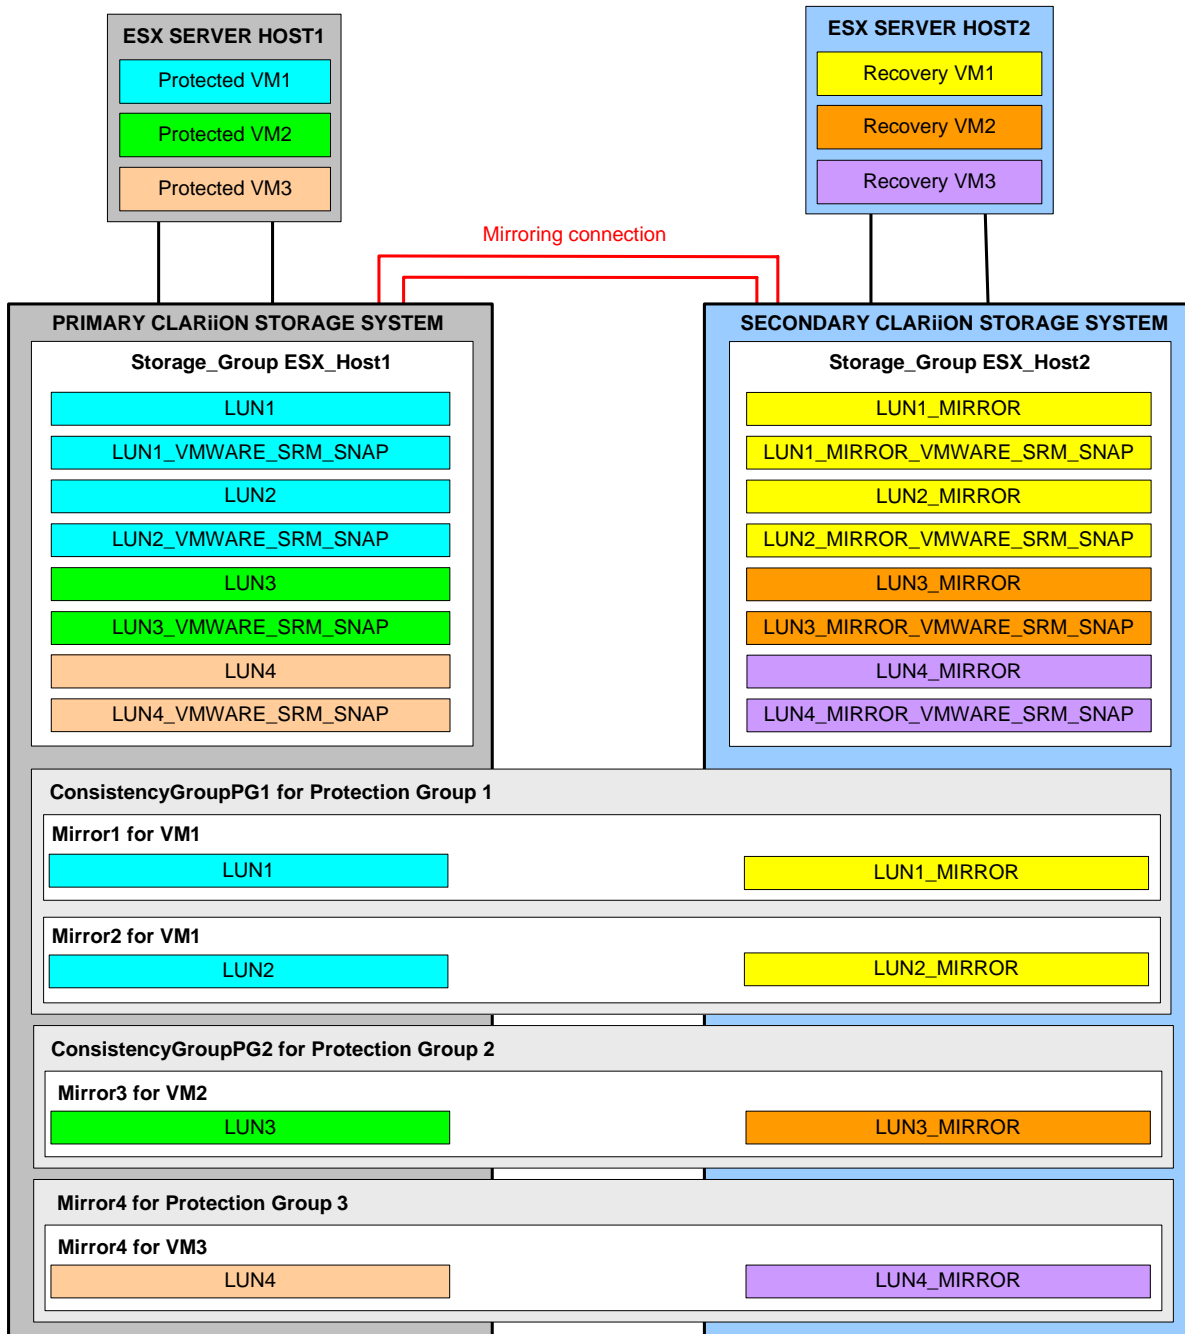 ESX SERVER HOST1
Protected VM1
Protected VM2
Protected VM3
ESX SERVER HOST2
Recovery VM1
Recovery VM2
Recovery VM3
Mirroring connection
PRIMARY CLARiiON STORAGE SYSTEM
Storage_Group ESX_Host1
LUN1
LUN1_VMWARE_SRM_SNAP
LUN2
LUN2_VMWARE_SRM_SNAP
LUN3
LUN3_VMWARE_SRM_SNAP
LUN4
LUN4_VMWARE_SRM_SNAP
SECONDARY CLARiiON STORAGE SYSTEM
Storage_Group ESX_Host2
LUN1_MIRROR
LUN1_MIRROR_VMWARE_SRM_SNAP
LUN2_MIRROR
LUN2_MIRROR_VMWARE_SRM_SNAP
LUN3_MIRROR
LUN3_MIRROR_VMWARE_SRM_SNAP
LUN4_MIRROR
LUN4_MIRROR_VMWARE_SRM_SNAP
ConsistencyGroupPG1 for Protection Group 1
Mirror1 for VM1
LUN1
LUN1_MIRROR
Mirror2 for VM1
LUN2
LUN2_MIRROR
ConsistencyGroupPG2 for Protection Group 2
Mirror3 for VM2
LUN3
LUN3_MIRROR
Mirror4 for Protection Group 3
Mirror4 for VM3
LUN4
LUN4_MIRROR